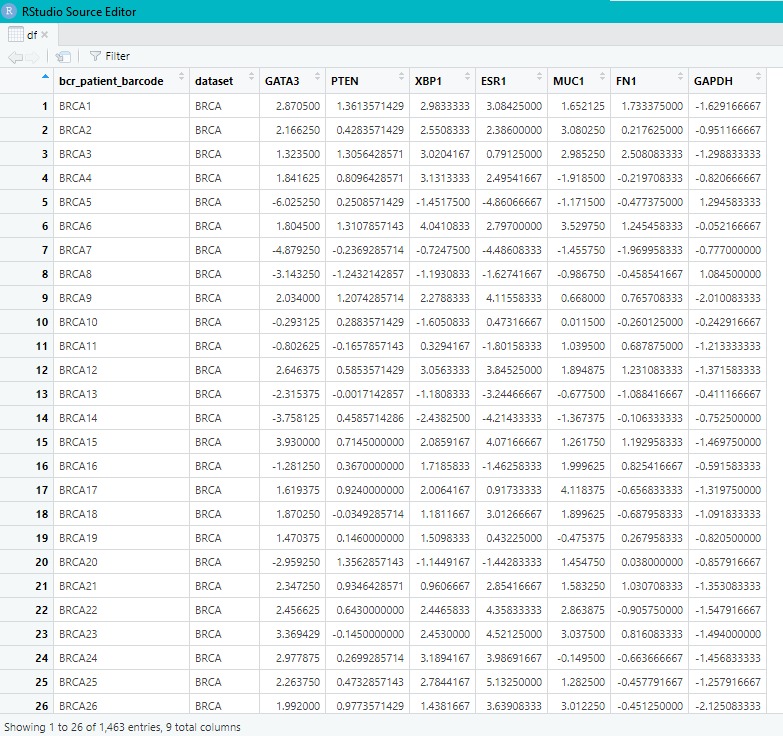 R RStudio Source Editor
df
Filter
bcr_patient_barcode dataset GATA3 PTEN XBP1 ESR1 MUC1 FN1 GAPDH
1 BRCA1 BRCA 2.870500 1.3613571429 2.9833333 3.08425000 1.652125 1.733375000 -1.629166667
2 BRCA2 BRCA 2.166250 0.4283571429 2.5508333 2.38600000 3.080250 0.217625000 -0.951166667
3 BRCA3 BRCA 1.323500 1.3056428571 3.0204167 0.79125000 2.985250 2.508083333 -1.298833333
4 BRCA4 BRCA 1.841625 0.8096428571 3.1313333 2.49541667 -1.918500 -0.219708333 -0.820666667
5 BRCA5 BRCA -6.025250 0.2508571429 -1.4517500 -4.86066667 -1.171500 -0.477375000 1.294583333
6 BRCA6 BRCA 1.804500 1.3107857143 4.0410833 2.79700000 3.529750 1.245458333 -0.052166667
7 BRCA7 BRCA -4.879250 -0.2369285714 -0.7247500 -4.48608333 -1.455750 -1.969958333 -0.777000000
8 BRCA8 BRCA -3.143250 -1.2432142857 -1.1930833 -1.62741667 -0.986750 -0.458541667 1.084500000
9 BRCA9 BRCA 2.034000 1.2074285714 2.2788333 4.11558333 0.668000 0.765708333 -2.010083333
10 BRCA10 BRCA -0.293125 0.2883571429 -1.6050833 0.47316667 0.011500 -0.260125000 -0.242916667
11 BRCA11 BRCA -0.802625 -0.1657857143 0.3294167 -1.80158333 1.039500 0.687875000 -1.213333333
12 BRCA12 BRCA 2.646375 0.5853571429 3.0563333 3.84525000 1.894875 1.231083333 -1.371583333
13 BRCA13 BRCA -2.315375 -0.0017142857 -1.1808333 -3.24466667 -0.677500 -1.088416667 -0.411166667
14 BRCA14 BRCA -3.758125 0.4585714286 -2.4382500 -4.21433333 -1.367375 -0.106333333 -0.752500000
15 BRCA15 BRCA 3.930000 0.7145000000 2.0859167 4.07166667 1.261750 1.192958333 -1.469750000
16 BRCA16 BRCA -1.281250 0.3670000000 1.7185833 -1.46258333 1.999625 0.825416667 -0.591583333
17 BRCA17 BRCA 1.619375 0.9240000000 2.0064167 0.91733333 4.118375 -0.656833333 -1.319750000
18 BRCA18 BRCA 1.870250 -0.0349285714 1.1811667 3.01266667 1.899625 -0.687958333 -1.091833333
19 BRCA19 BRCA 1.470375 0.1460000000 1.5098333 0.43225000 -0.475375 0.267958333 -0.820500000
20 BRCA20 BRCA -2.959250 1.3562857143 -1.1449167 -1.44283333 1.454750 0.038000000 -0.857916667
21 BRCA21 BRCA 2.347250 0.9346428571 0.9606667 2.85416667 1.583250 1.030708333 -1.353083333
22 BRCA22 BRCA 2.456625 0.6430000000 2.4465833 4.35833333 2.863875 -0.905750000 -1.547916667
23 BRCA23 BRCA 3.369429 -0.1450000000 2.4530000 4.52125000 3.037500 0.816083333 -1.494000000
24 BRCA24 BRCA 2.977875 0.2699285714 3.1894167 3.98691667 -0.149500 -0.663666667 -1.456833333
25 BRCA25 BRCA 2.263750 0.4732857143 2.7844167 5.13250000 1.282500 -0.457791667 -1.257916667
26 BRCA26 BRCA 1.992000 0.9773571429 1.4381667 3.63908333 3.012250 -0.451250000 -2.125083333
Showing 1 to 26 of 1,463 entries, 9 total columns